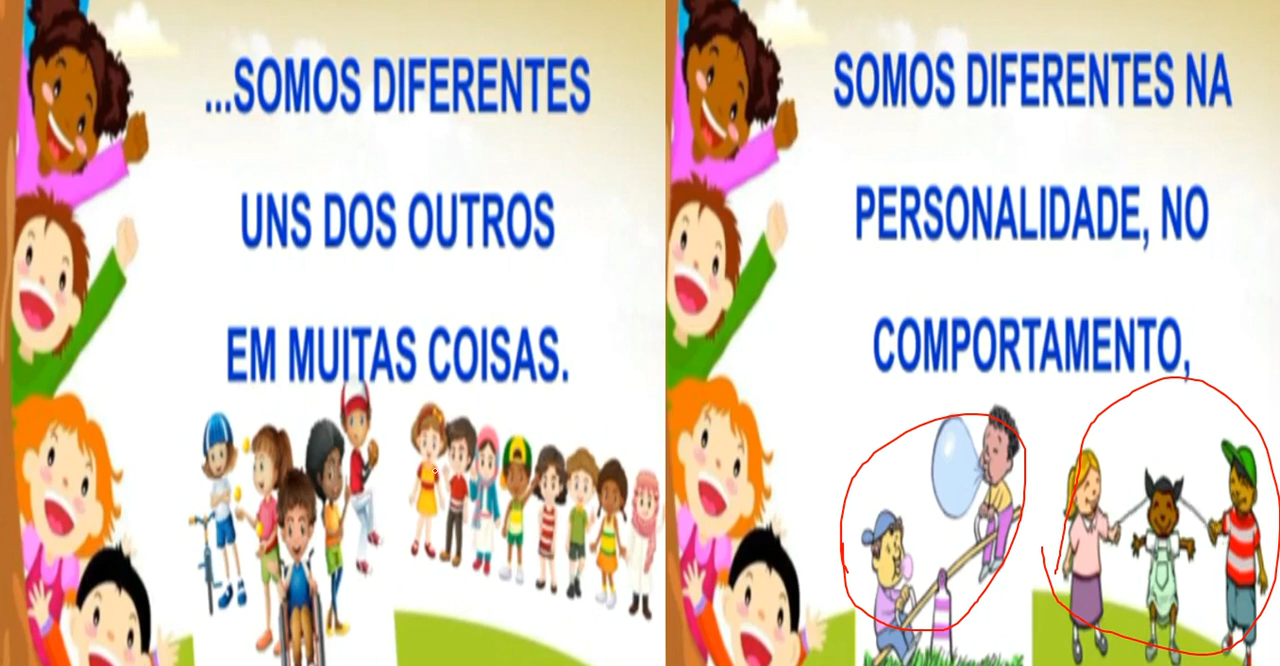 ...SOMOS DIFERENTES
UNS DOS OUTROS
EM MUITAS COISAS.
SOMOS DIFERENTES NA
PERSONALIDADE, NO
COMPORTAMENTO,